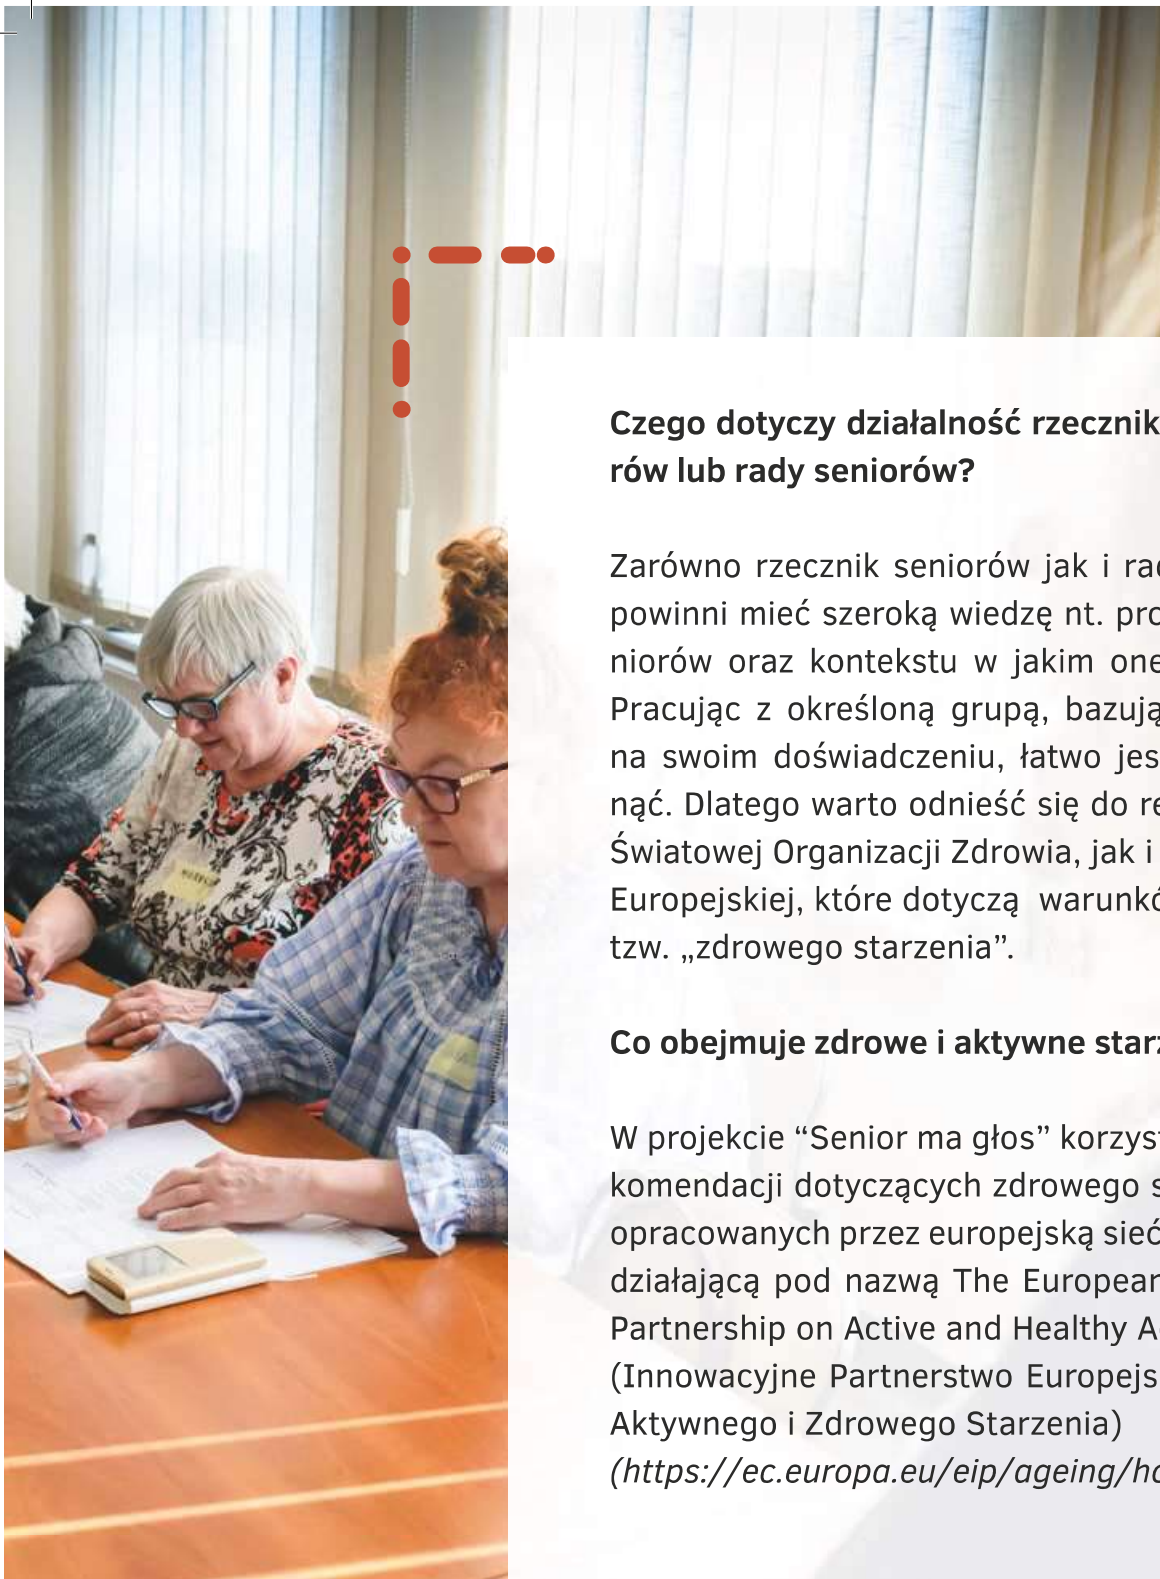 Czego dotyczy działalność rzecznik
rów lub rady seniorów?
Zarówno rzecznik seniorów jak i rad
powinni mieć szeroką wiedzę nt. pro
niorów oraz kontekstu w jakim one
Pracując z określoną grupą, bazują
na swoim doświadczeniu, łatwo jes
nąć. Dlatego warto odnieść się do re
Światowej Organizacji Zdrowia, jak i
Europejskiej, które dotyczą warunkó
tzw. „zdrowego starzenia”.
Co obejmuje zdrowe i aktywne starz
W projekcie “Senior ma głos” korzyst
komendacji dotyczących zdrowego s
opracowanych przez europejską sieć
działającą pod nazwą The European
Partnership on Active and Healthy A
(Innowacyjne Partnerstwo Europejs
Aktywnego i Zdrowego Starzenia)
(https://ec.europa.eu/eip/ageing/ho